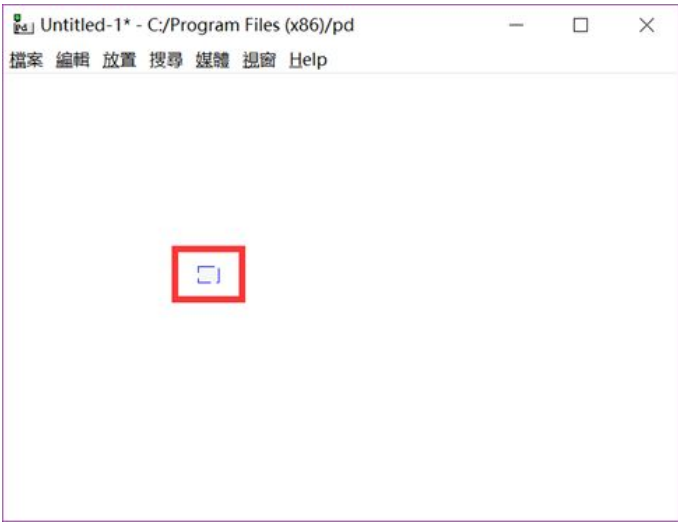 Untitled-1* - C:/Program Files (x86)/pd
檔案 編輯 放置 搜尋 媒體 視窗 Help